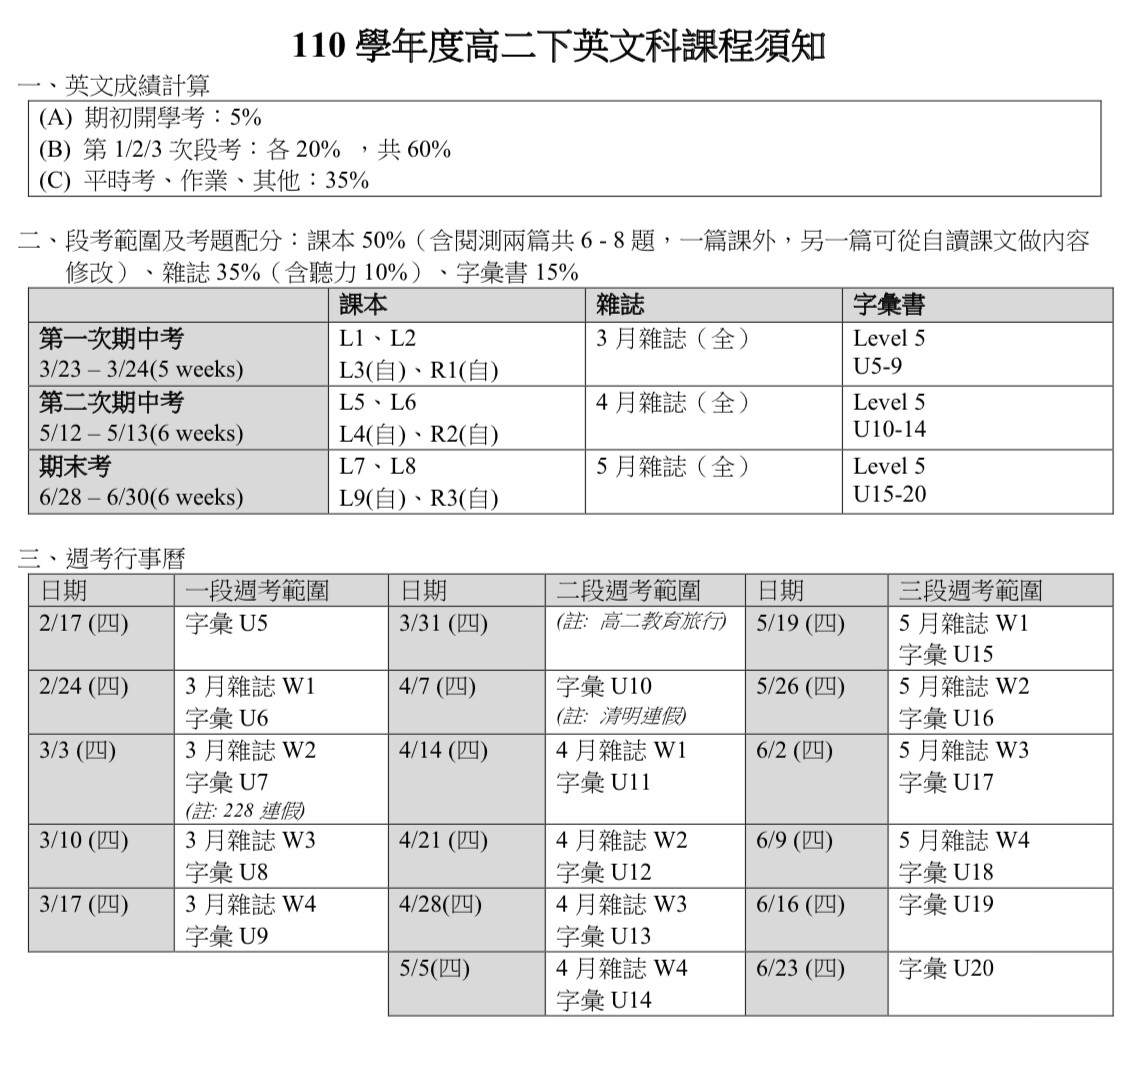 110 學年度高二下英文科課程須知
一、英文成績計算
(A) 期初開學考：5%
(B) 第 1/2/3 次段考：各 20% ，共 60%
(C) 平時考、作業、其他：35%
二、段考範圍及考題配分：課本 50%（含閱測兩篇共 6 - 8 題，一篇課外，另一篇可從自讀課文做內容
修改）、雜誌 35%（含聽力 10%）、字彙書 15%
課本 雜誌 字彙書
第一次期中考 L1、L2 3 月雜誌（全） Level 5
3/23 – 3/24(5 weeks) L3(自)、R1(自) U5-9
第二次期中考 L5、L6 4 月雜誌（全） Level 5
5/12 – 5/13(6 weeks) L4(自)、R2(自) U10-14
期末考 L7、L8 5 月雜誌（全） Level 5
6/28 – 6/30(6 weeks) L9(自)、R3(自) U15-20
三、週考行事曆
日期 一段週考範圍 日期 二段週考範圍 日期 三段週考範圍
2/17 (四) 字彙 U5 3/31 (四) (註: 高二教育旅行) 5/19 (四) 5 月雜誌 W1
字彙 U15
2/24 (四) 3 月雜誌 W1 4/7 (四) 字彙 U10 5/26 (四) 5 月雜誌 W2
字彙 U6 (註: 清明連假) 字彙 U16
3/3 (四) 3 月雜誌 W2 4/14 (四) 4 月雜誌 W1 6/2 (四) 5 月雜誌 W3
字彙 U7 字彙 U11 字彙 U17
(註: 228 連假)
3/10 (四) 3 月雜誌 W3 4/21 (四) 4 月雜誌 W2 6/9 (四) 5 月雜誌 W4
字彙 U8 字彙 U12 字彙 U18
3/17 (四) 3 月雜誌 W4 4/28(四) 4 月雜誌 W3 6/16 (四) 字彙 U19
字彙 U9 字彙 U13
5/5(四) 4 月雜誌 W4 6/23 (四) 字彙 U20
字彙 U14